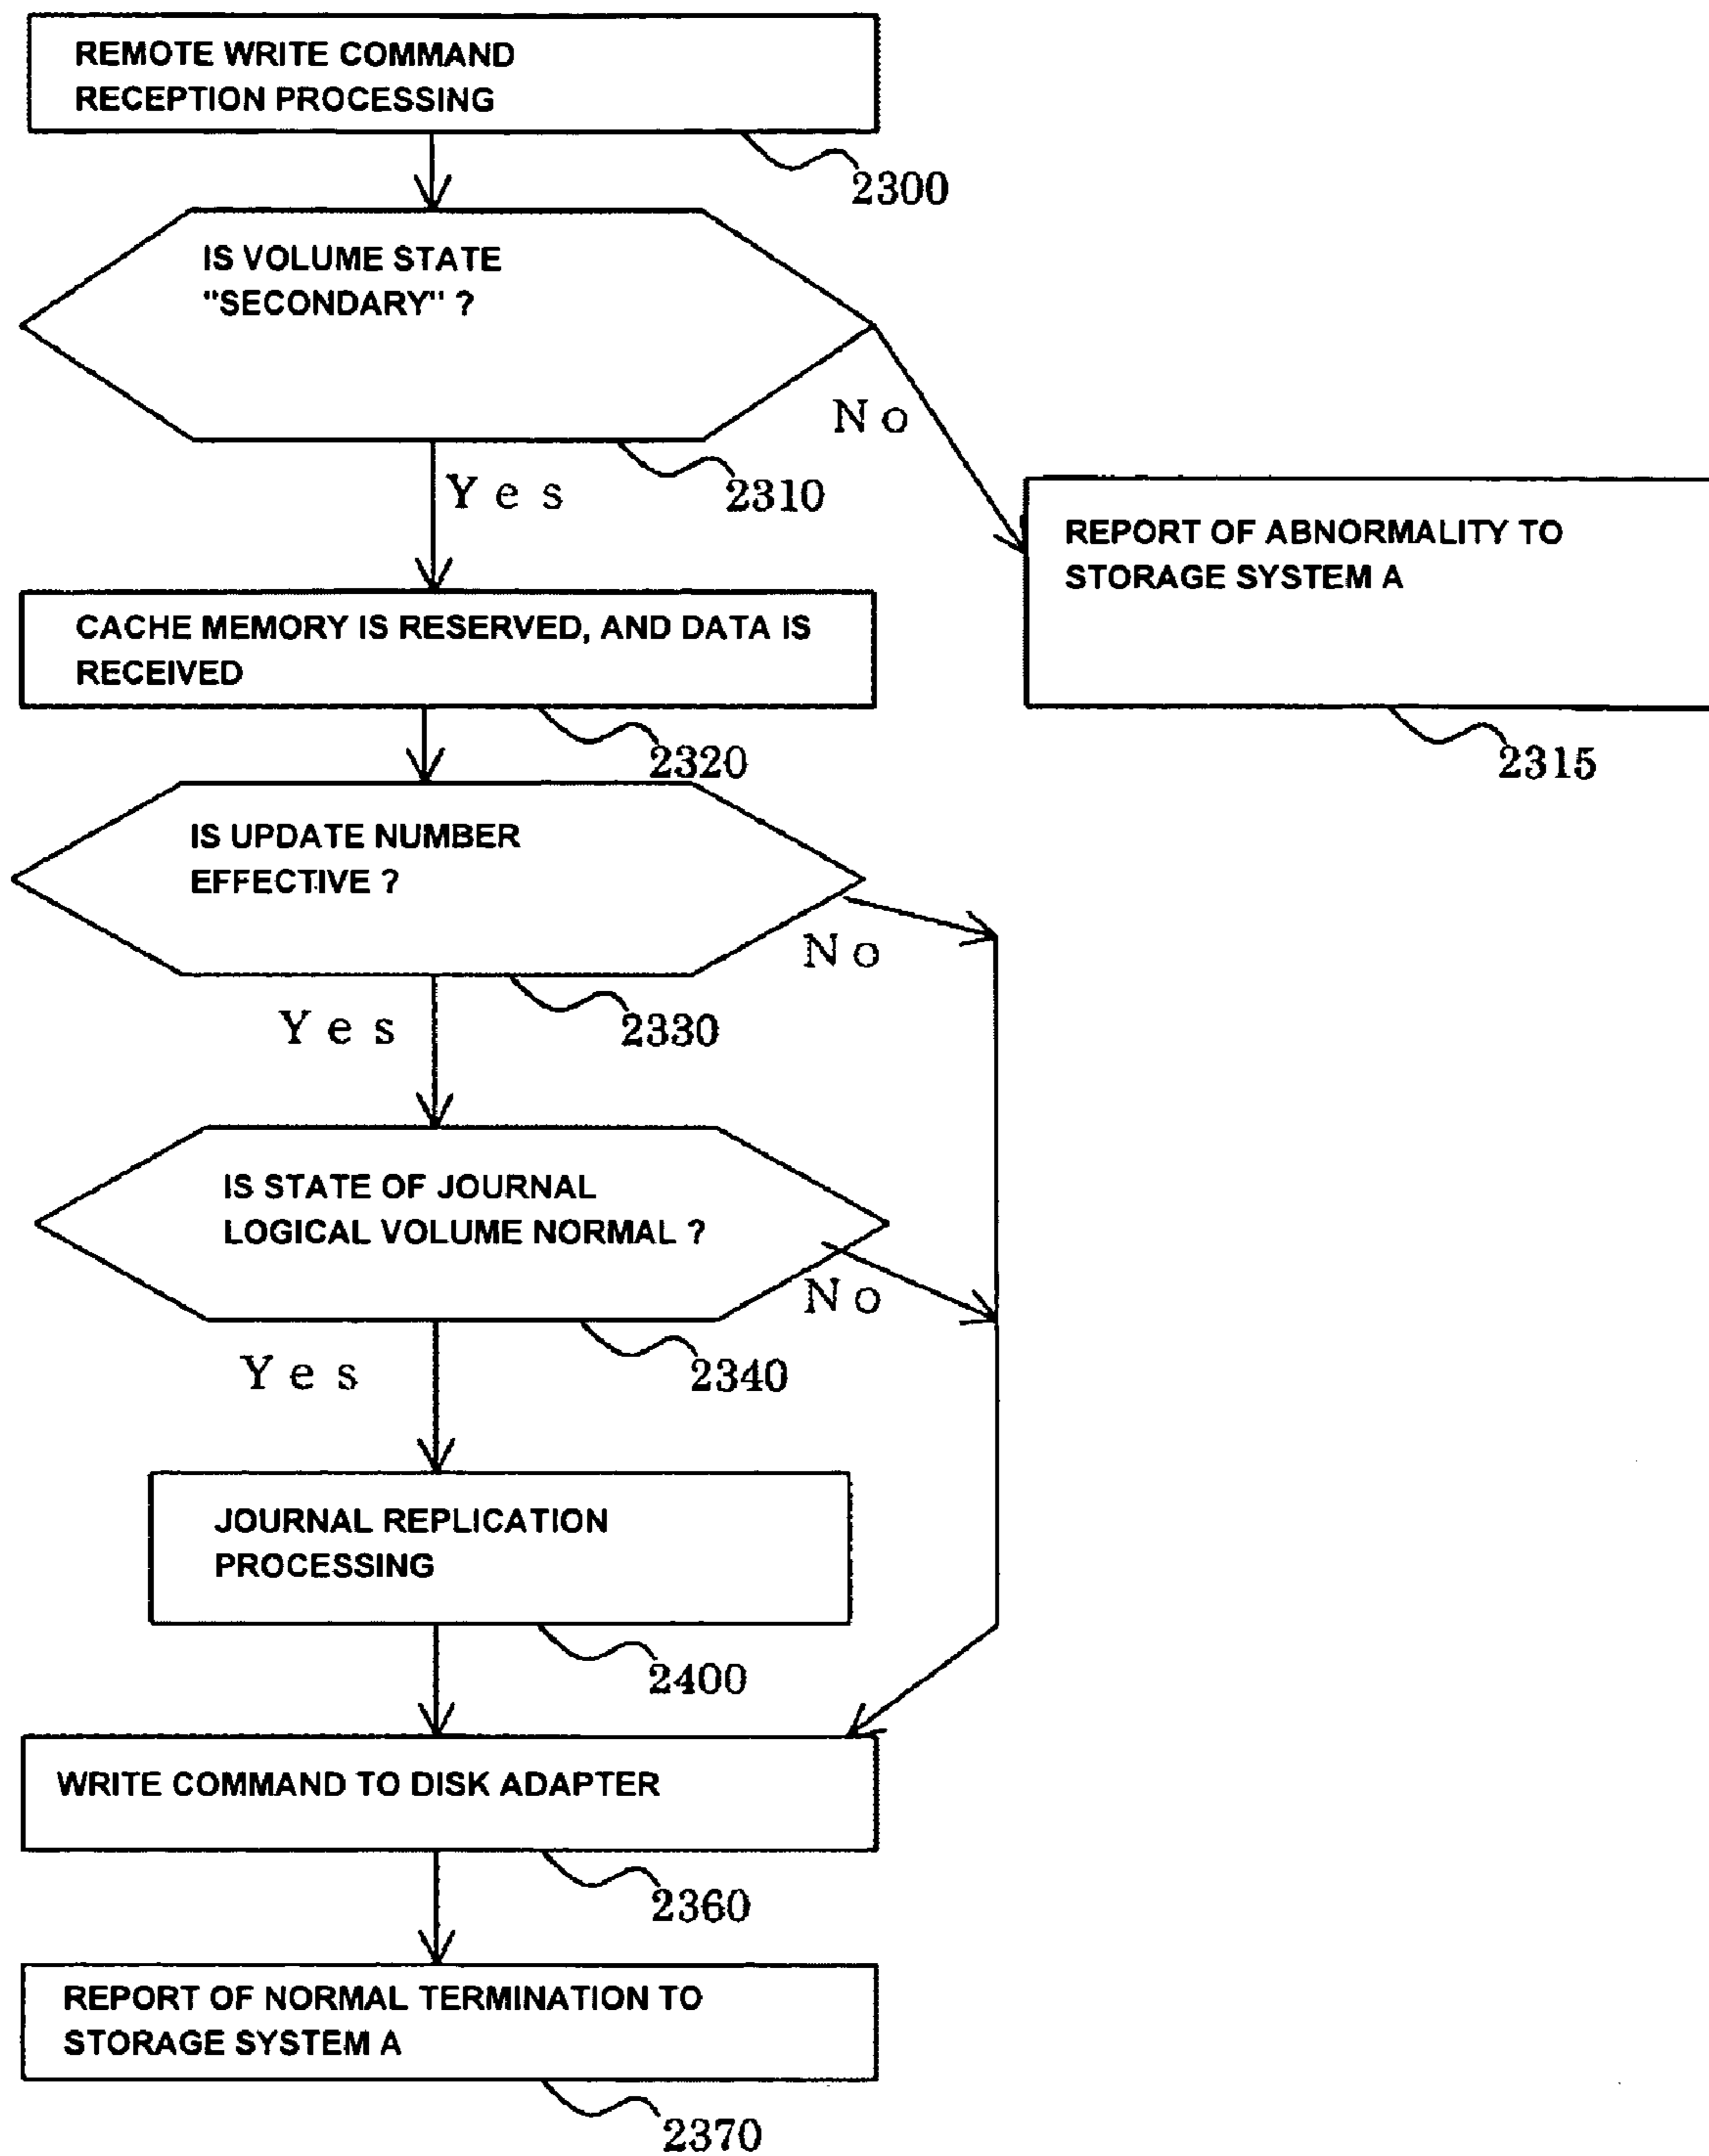 REMOTE WRITE COMMAND
RECEPTION PROCESSING
2300
IS VOLUME STATE
"SECONDARY" ?
No
Yes
2310
REPORT OF ABNORMALITY TO
STORAGE SYSTEM A
2315
CACHE MEMORY IS RESERVED, AND DATA IS
RECEIVED
2320
IS UPDATE NUMBER
EFFECTIVE ?
No
Yes
2330
IS STATE OF JOURNAL
LOGICAL VOLUME NORMAL ?
No
Yes
2340
JOURNAL REPLICATION
PROCESSING
2400
WRITE COMMAND TO DISK ADAPTER
2360
REPORT OF NORMAL TERMINATION TO
STORAGE SYSTEM A
2370